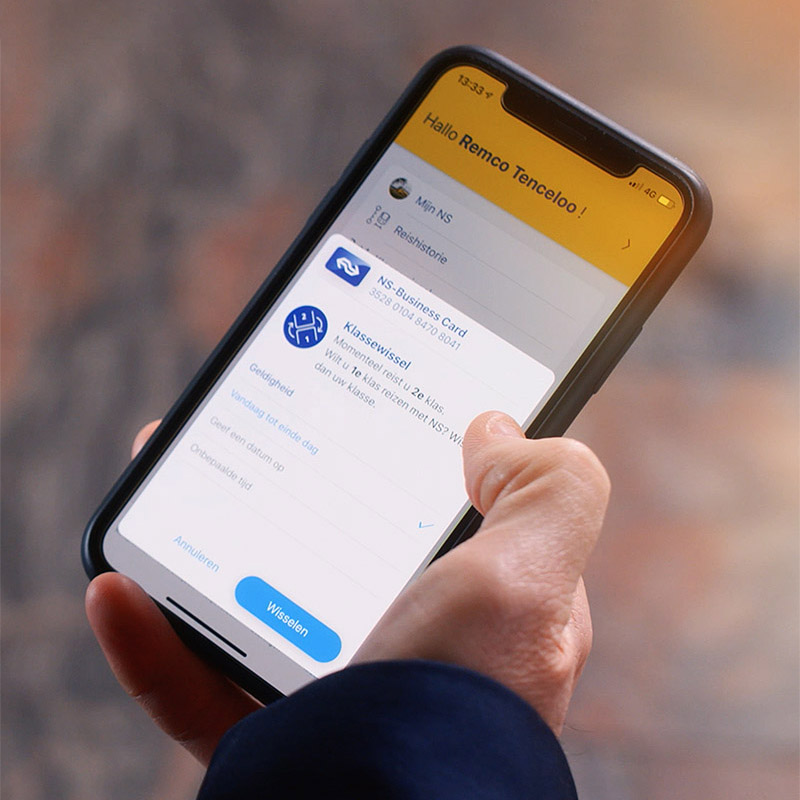 13:33
4G
Hallo Remco Tenceloo !
Mijn NS
Reishistorie
NS-Business Card
3528 0104 8470 8041
2
1
Klassewissel
Momenteel reist u 2e klas.
Wilt u 1e klas reizen met NS?
dan uw klasse.
Geldigheid
Vandaag tot einde dag
Geef een datum op
Onbepaalde tijd
Annuleren
Wisselen